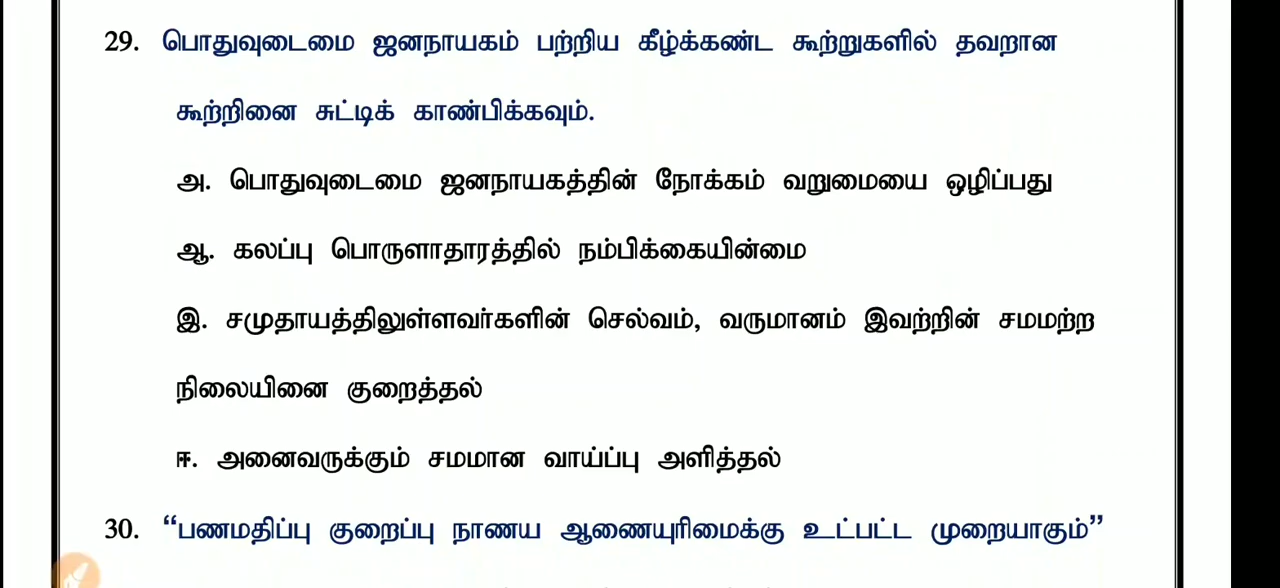 29. பொதுவுடைமை ஜனநாயகம் பற்றிய கீழ்க்கண்ட கூற்றுகளில் தவறான
கூற்றினை சுட்டிக் காண்பிக்கவும்.
அ. பொதுவுடைமை ஜனநாயகத்தின் நோக்கம் வறுமையை ஒழிப்பது
ஆ. கலப்பு பொருளாதாரத்தில் நம்பிக்கையின்மை
இ. சமுதாயத்திலுள்ளவர்களின் செல்வம், வருமானம் இவற்றின் சமமற்ற
நிலையினை குறைத்தல்
ஈ. அனைவருக்கும் சமமான வாய்ப்பு அளித்தல்
30. “பணமதிப்பு குறைப்பு நாணய ஆணையுரிமைக்கு உட்பட்ட முறையாகும்”